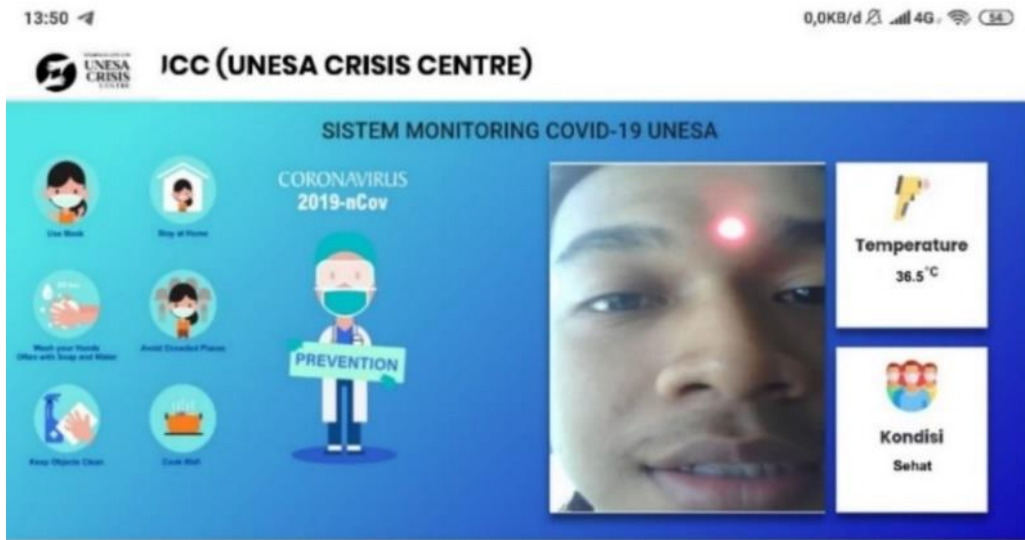 13:50
0,0KB/d 4G 54
UNESA
CRISIS
CENTRE
JCC (UNESA CRISIS CENTRE)
SISTEM MONITORING COVID-19 UNESA
CORONAVIRUS
2019-nCov
PREVENTION
Use Mask
Stay at Home
Wash your Hands
Often with Soap and Water
Avoid Crowded Places
Keep Objects Clean
Cook Well
Temperature
36.5°C
Kondisi
Sehat